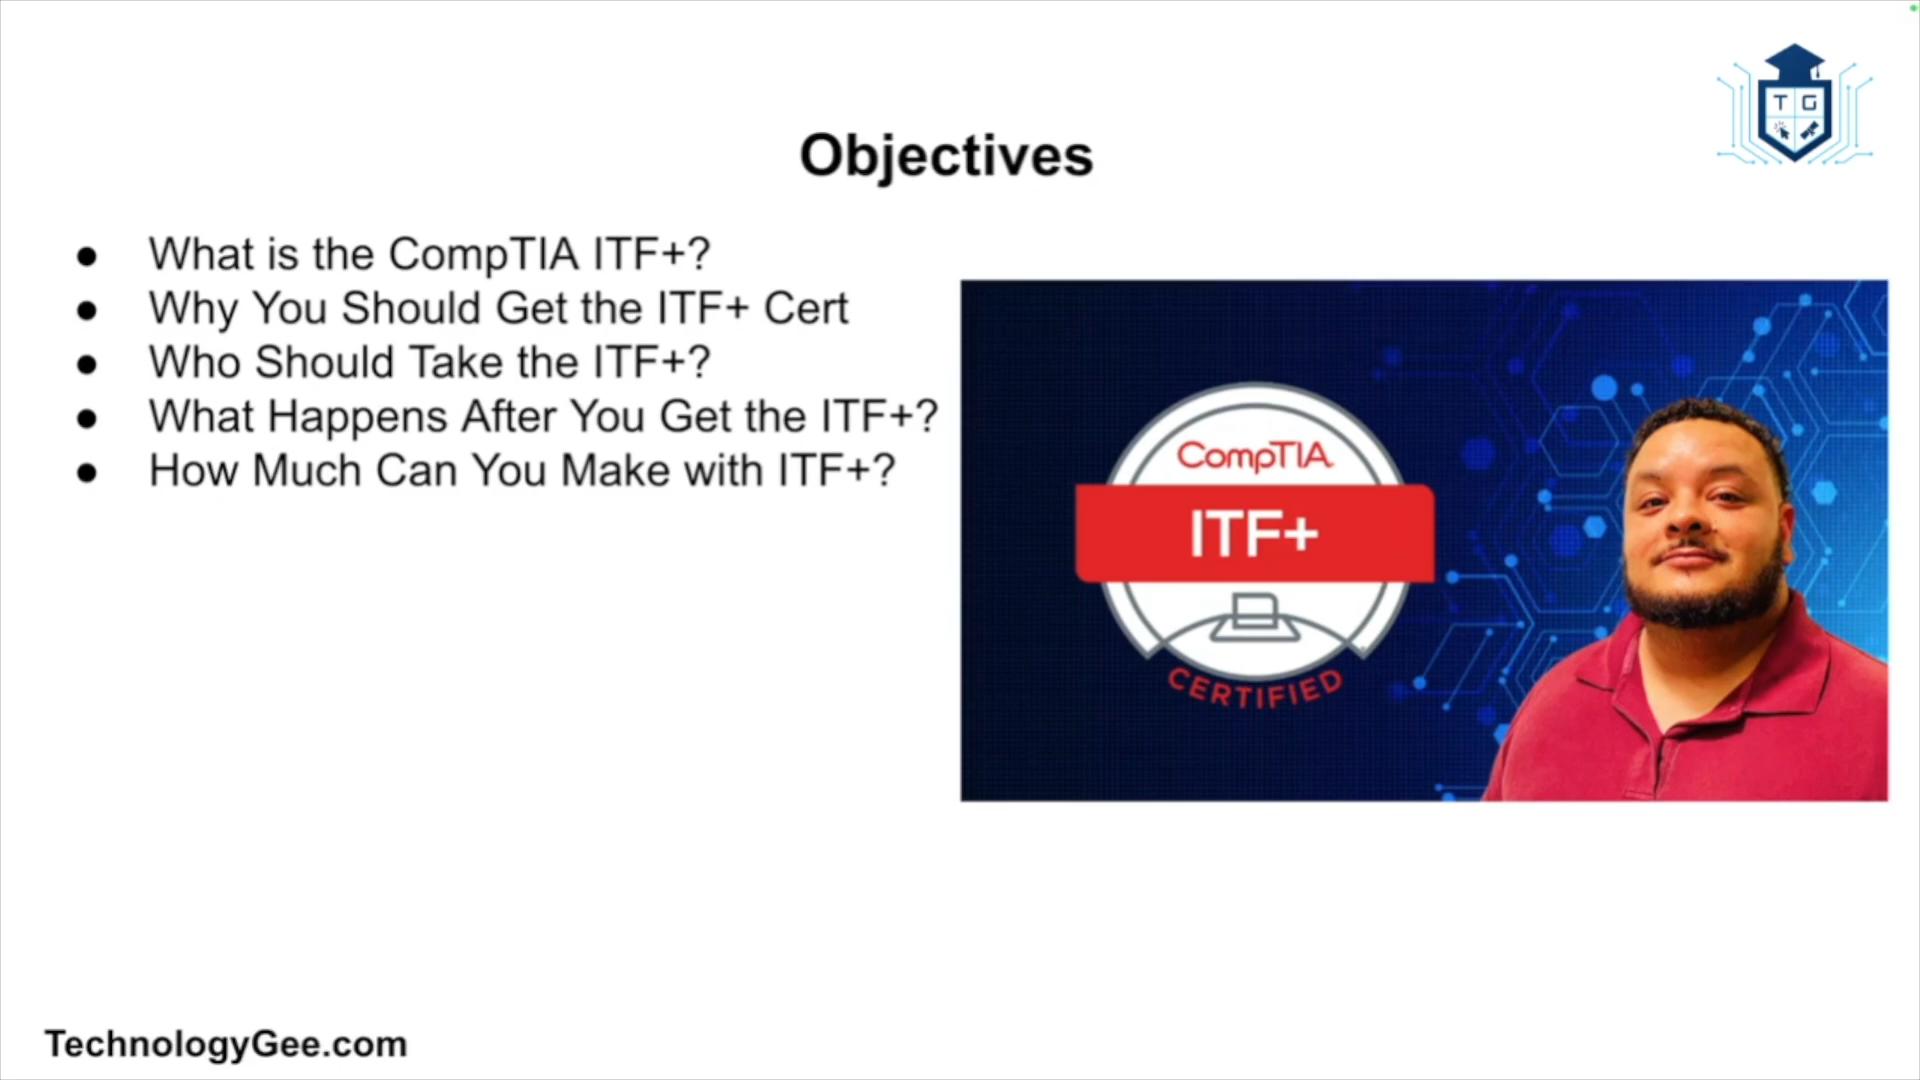 T G
Objectives
● What is the CompTIA ITF+?
● Why You Should Get the ITF+ Cert
● Who Should Take the ITF+?
● What Happens After You Get the ITF+?
● How Much Can You Make with ITF+?
CompTIA.
ITF+
CERTIFIED
TechnologyGee.com